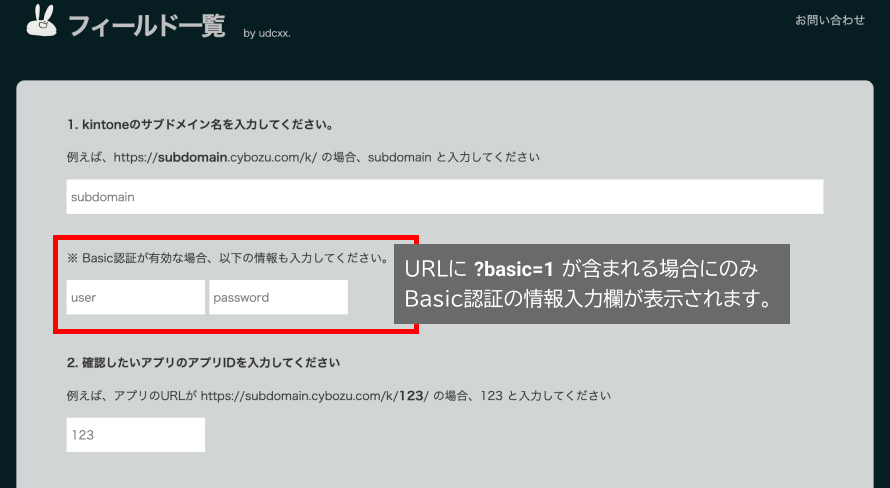 フィールド一覧 by udcxx.
お問い合わせ
1. kintoneのサブドメイン名を入力してください。
例えば、https://subdomain.cybozu.com/k/ の場合、subdomain と入力してください
subdomain
※ Basic認証が有効な場合、以下の情報も入力してください。
user password
URLに ?basic=1 が含まれる場合にのみ
Basic認証の情報入力欄が表示されます。
2. 確認したいアプリのアプリIDを入力してください
例えば、アプリのURLが https://subdomain.cybozu.com/k/123/ の場合、123 と入力してください
123